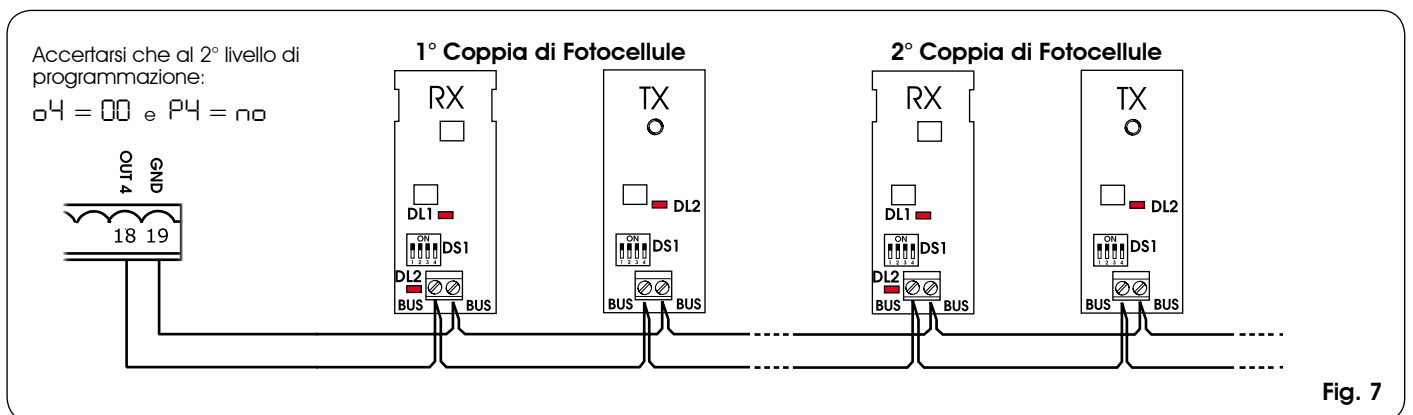 Accertarsi che al 2° livello di
programmazione:
o4 = 00 e P4 = no
1° Coppia di Fotocellule
2° Coppia di Fotocellule
OUT 4
GND
18 19
RX
DL1
ON
1 2 3 4
DS1
DL2
BUS BUS
TX
DL2
ON
1 2 3 4
DS1
BUS BUS
RX
DL1
ON
1 2 3 4
DS1
DL2
BUS BUS
TX
DL2
ON
1 2 3 4
DS1
BUS BUS
Fig. 7